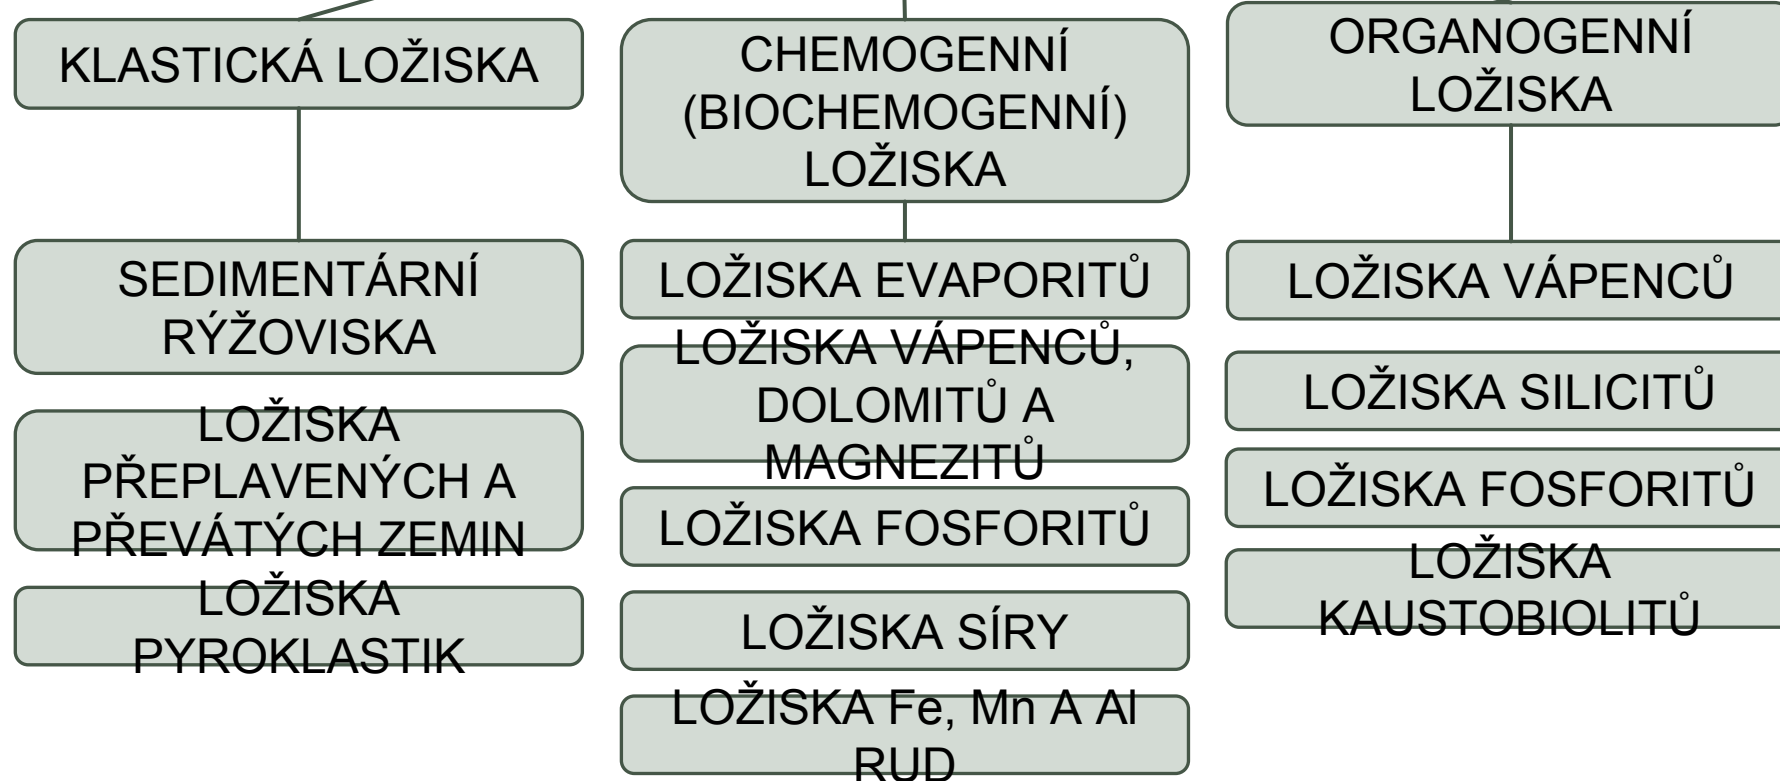 KLASTICKÁ LOŽISKA
SEDIMENTÁRNÍ
RÝŽOVISKA
LOŽISKA
PŘEPLAVENÝCH A
PŘEVÁTÝCH ZEMIN
LOŽISKA
PYROKLASTIK
CHEMOGENNÍ
(BIOCHEMOGENNÍ)
LOŽISKA
LOŽISKA EVAPORITŮ
LOŽISKA VÁPENCŮ,
DOLOMITŮ A
MAGNEZITŮ
LOŽISKA FOSFORITŮ
LOŽISKA SÍRY
LOŽISKA Fe, Mn A Al
RUD
ORGANOGENNÍ
LOŽISKA
LOŽISKA VÁPENCŮ
LOŽISKA SILICITŮ
LOŽISKA FOSFORITŮ
LOŽISKA
KAUSTOBIOLITŮ